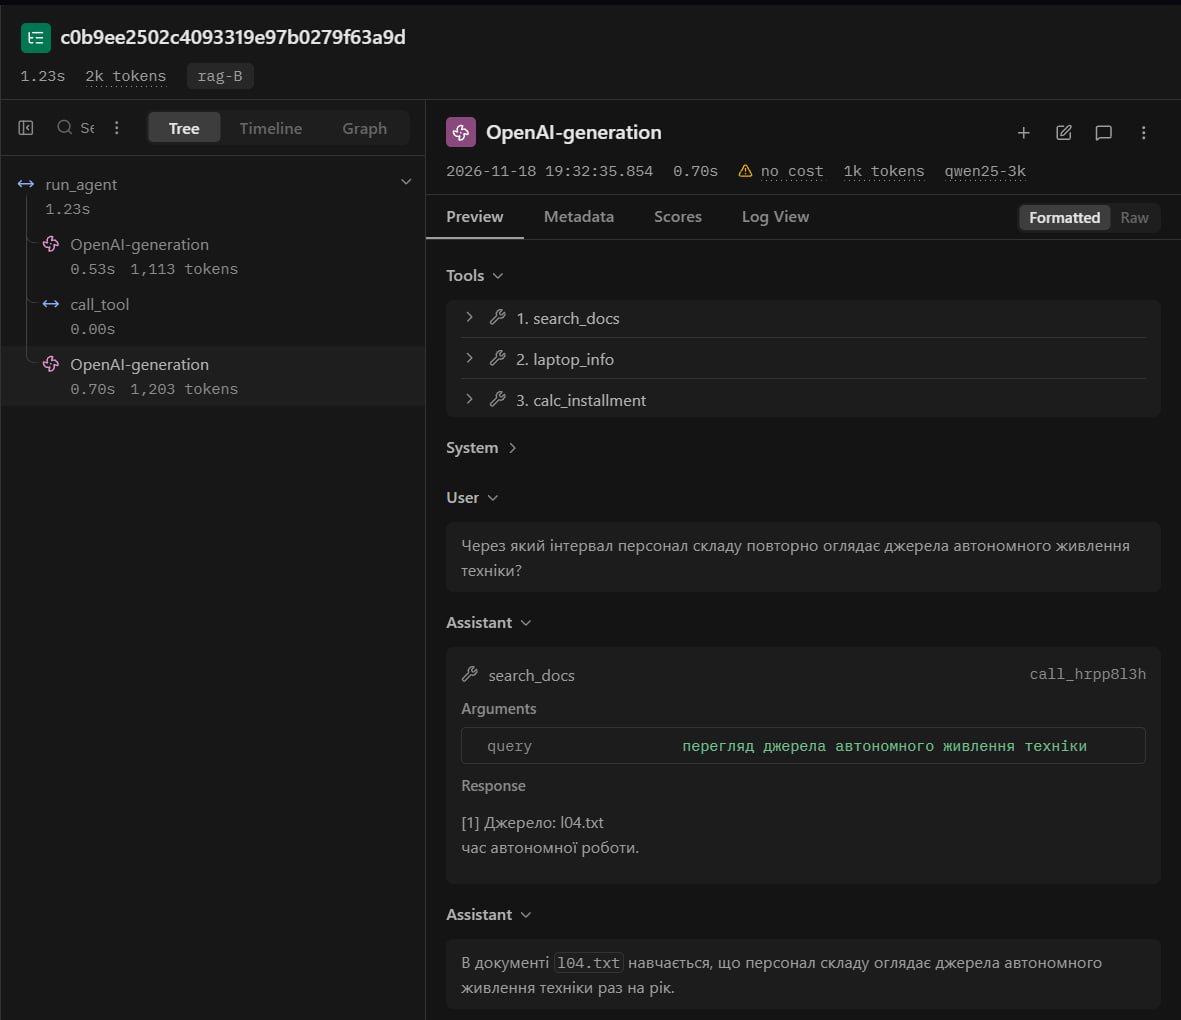 c0b9ee2502c4093319e97b0279f63a9d
1.23s 2k tokens rag-B
Se
Tree Timeline Graph
run_agent
1.23s
OpenAI-generation
0.53s 1,113 tokens
call_tool
0.00s
OpenAI-generation
0.70s 1,203 tokens
OpenAI-generation
2026-11-18 19:32:35.854 0.70s no cost 1k tokens qwen25-3k
Preview Metadata Scores Log View Formatted Raw
Tools
1. search_docs
2. laptop_info
3. calc_installment
System
User
Через який інтервал персонал складу повторно оглядає джерела автономного живлення
техніки?
Assistant
search_docs call_hrpp8l3h
Arguments
query перегляд джерела автономного живлення техніки
Response
[1] Джерело: l04.txt
час автономної роботи.
Assistant
В документі l04.txt навчається, що персонал складу оглядає джерела автономного
живлення техніки раз на рік.